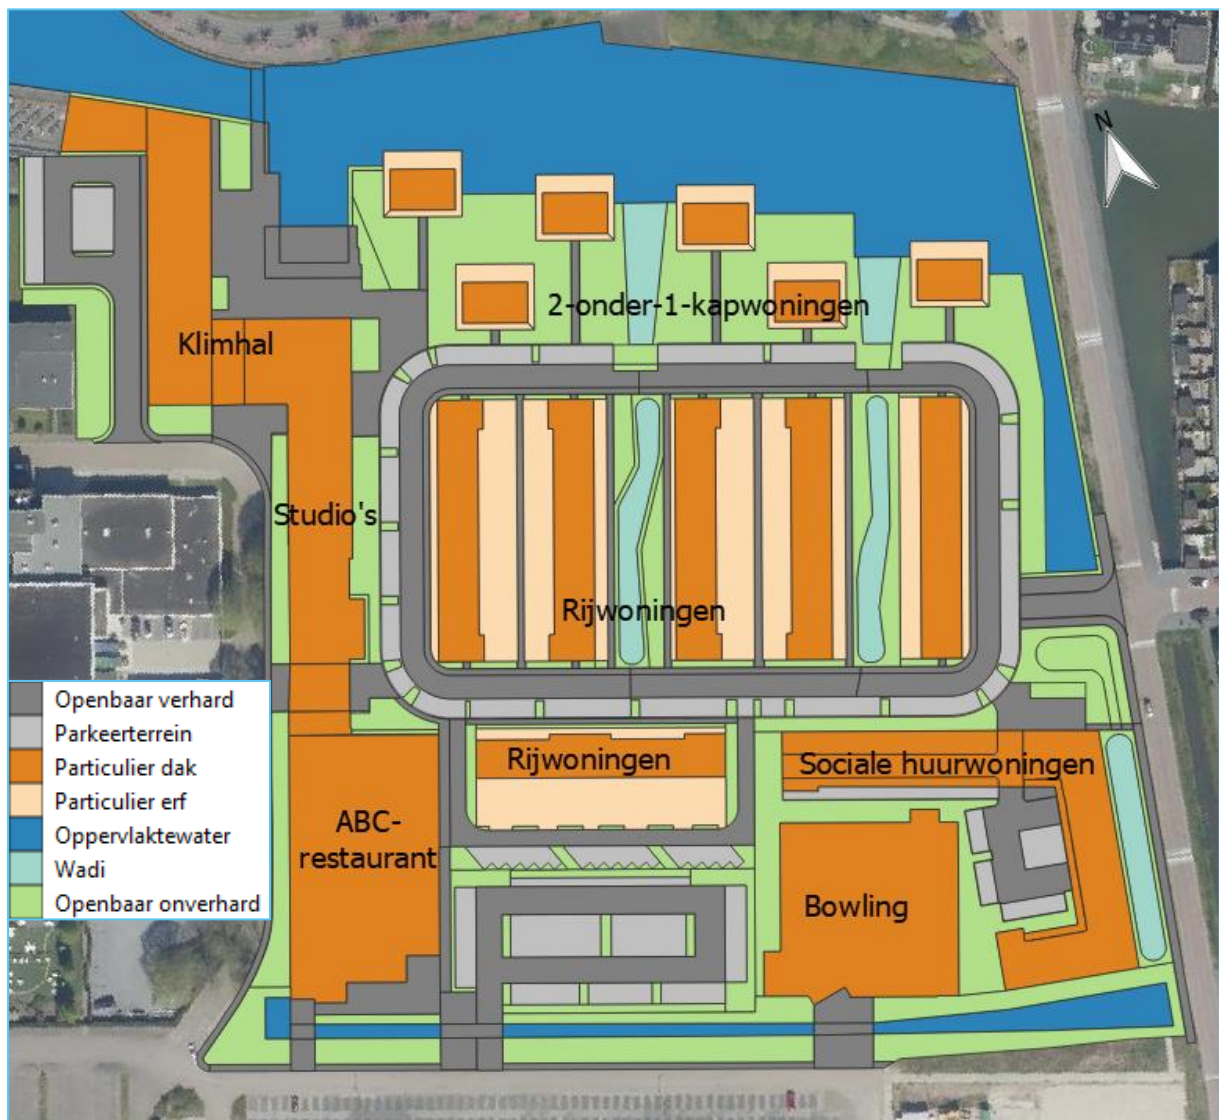 N
2-onder-1-kapwoningen
Klimhal
Studio's
Rijwoningen
Openbaar verhard
Parkeerterrein
Particulier dak
Particulier erf
Oppervlaktewater
Wadi
Openbaar onverhard
Rijwoningen
Sociale huurwoningen
ABC-
restaurant
Bowling